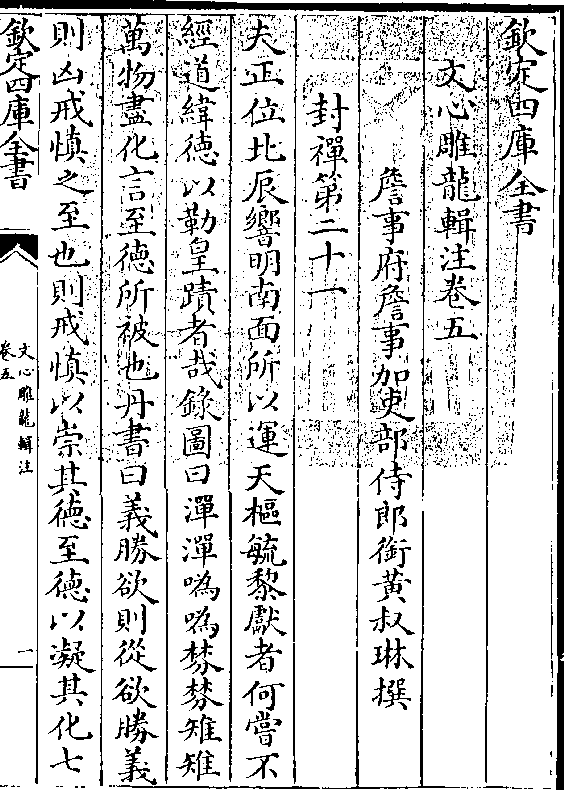 欽定四庫全書
文心雕龍輯注卷五
詹事府詹事加吏部侍郎銜黃叔琳撰
封禪第二十一
夫正位北辰嚮明南面所以運天樞毓黎獻者何嘗不
經道緯德以勒皇蹟者哉錄圖曰潬潬噅噅棼棼雉雉
萬物盡化言至德所被也丹書曰義勝欲則從欲勝義
則凶戒慎之至也則戒慎以崇其德至德以凝其化七
欽定四庫全書
文心雕龍輯注
卷五
一